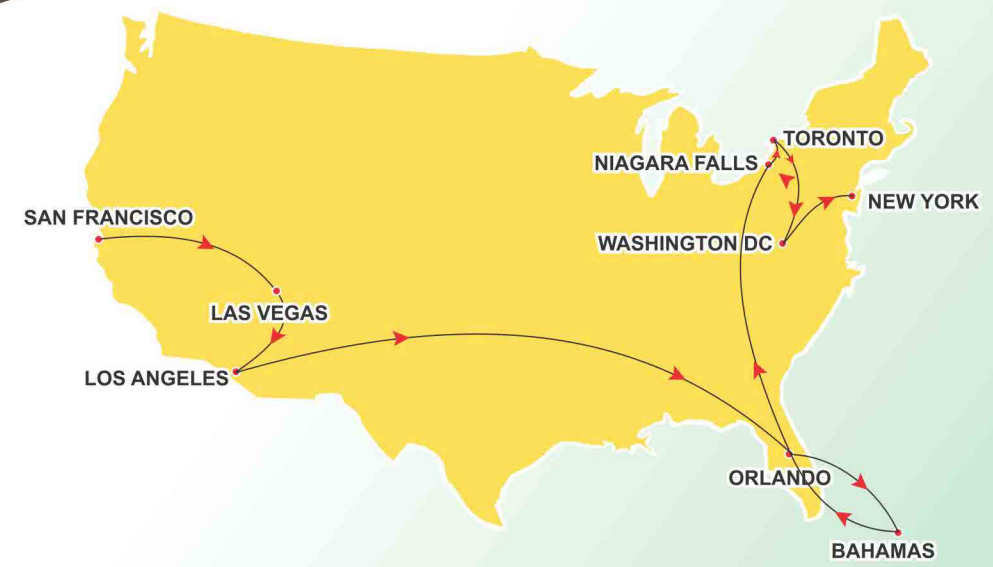 TORONTO
NIAGARA FALLS
NEW YORK
SAN FRANCISCO
WASHINGTON DC
LAS VEGAS
LOS ANGELES
ORLANDO
BAHAMAS